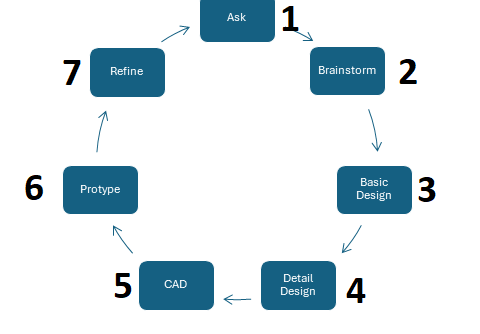 Ask
1
Brainstorm
2
Basic
Design
3
Detail
Design
4
CAD
5
Protype
6
Refine
7